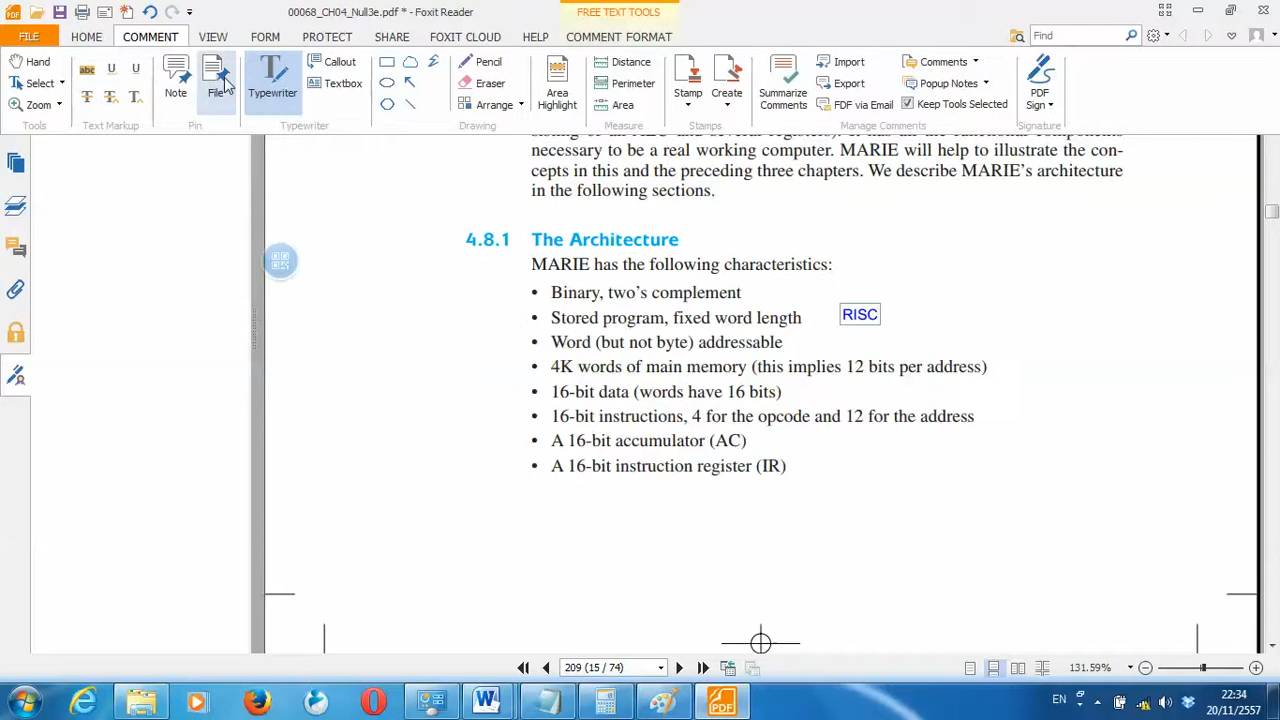 00068_CH04_Null3e.pdf * - Foxit Reader
FREE TEXT TOOLS
FILE HOME COMMENT VIEW FORM PROTECT SHARE FOXIT CLOUD HELP COMMENT FORMAT Find
Hand
Select
Zoom
Tools
abc U U
T T T
Text Markup
Note
File
Pin
Typewriter
Callout
Textbox
Typewriter
Pencil
Eraser
Arrange
Drawing
Area
Highlight
Distance
Perimeter
Area
Measure
Stamp
Create
Stamps
Summarize
Comments
Import
Export
FDF via Email
Comments
Popup Notes
Keep Tools Selected
Manage Comments
PDF
Sign
Signature
necessary to be a real working computer. MARIE will help to illustrate the con-
cepts in this and the preceding three chapters. We describe MARIE's architecture
in the following sections.
4.8.1 The Architecture
MARIE has the following characteristics:
• Binary, two's complement
• Stored program, fixed word length RISC
• Word (but not byte) addressable
• 4K words of main memory (this implies 12 bits per address)
• 16-bit data (words have 16 bits)
• 16-bit instructions, 4 for the opcode and 12 for the address
• A 16-bit accumulator (AC)
• A 16-bit instruction register (IR)
209 (15 / 74) 131.59%
EN 22:34
20/11/2557